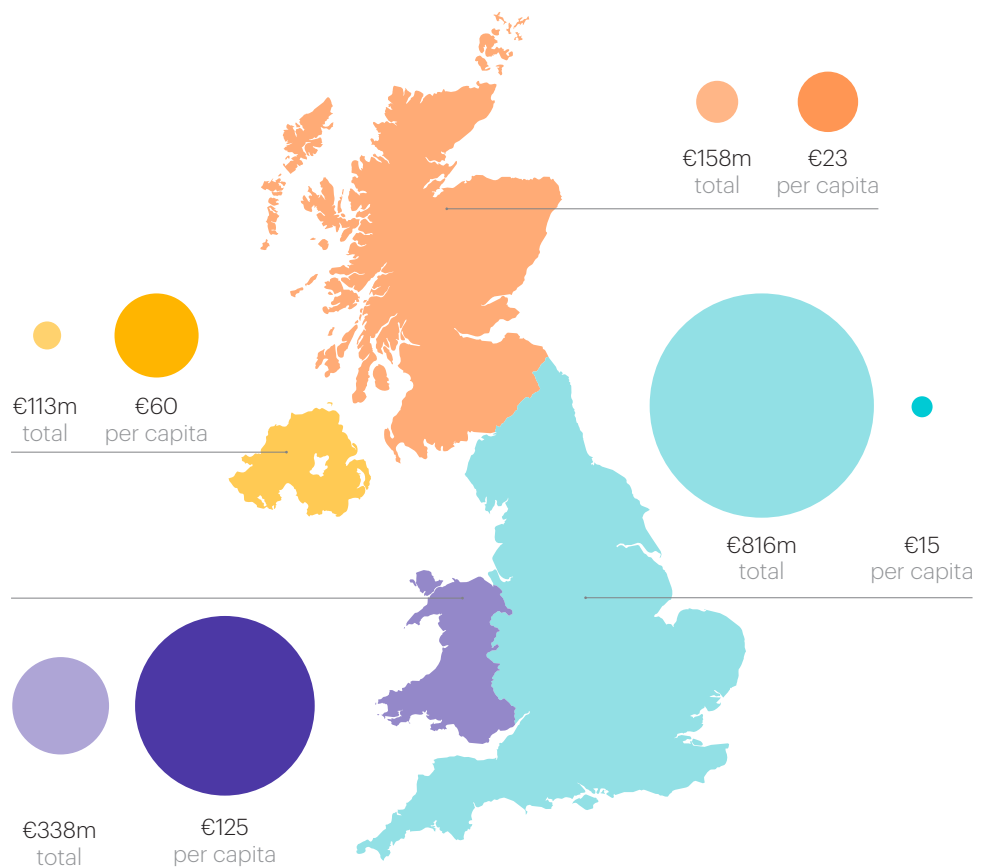 €158m
total
€23
per capita
€113m
total
€60
per capita
€816m
total
€15
per capita
€338m
total
€125
per capita